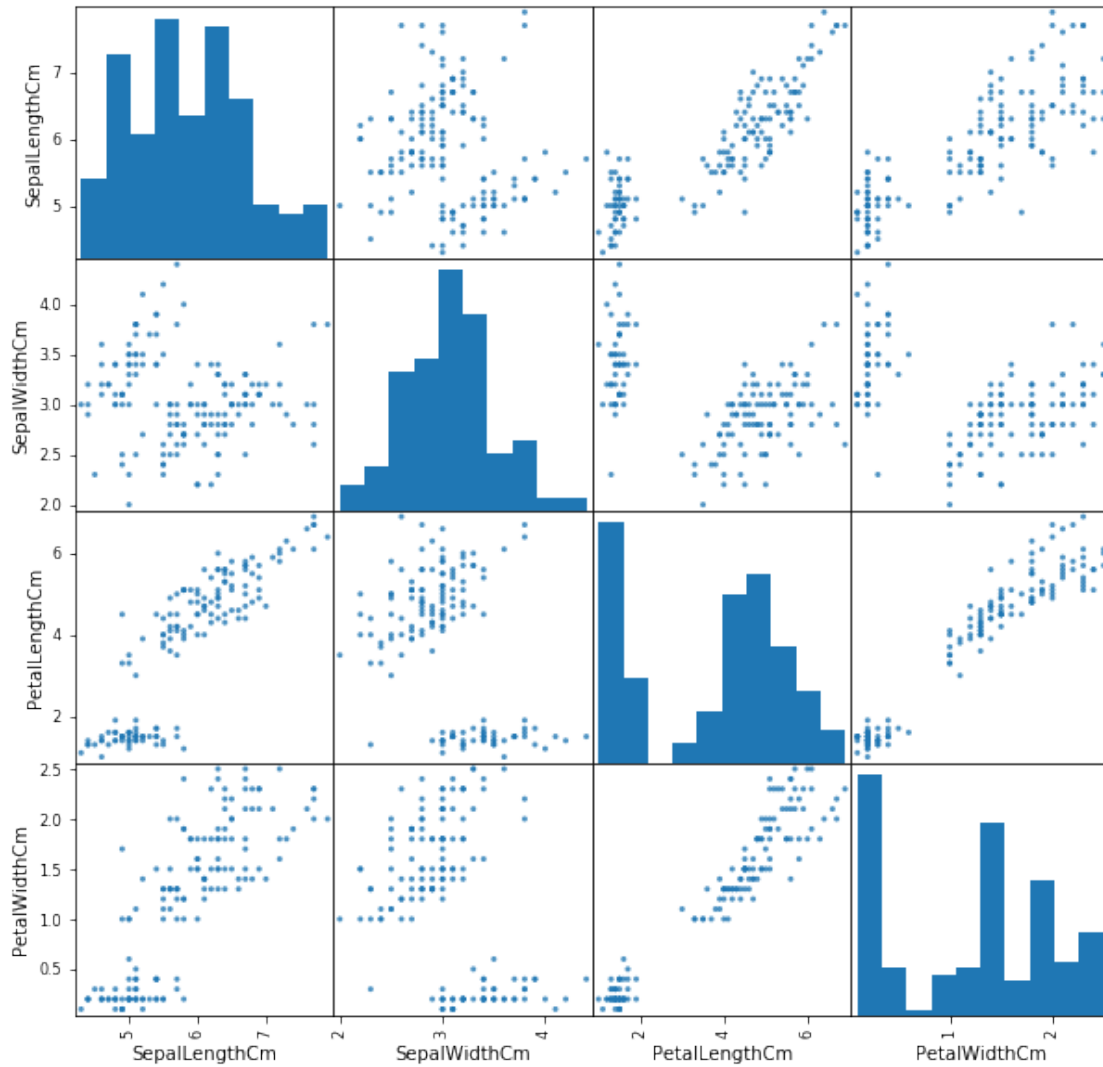 SepalLengthCm
7
6
5
SepalWidthCm
4.0
3.5
3.0
2.5
2.0
PetalLengthCm
6
4
2
PetalWidthCm
2.5
2.0
1.5
1.0
0.5
5 6 7 2 3 4 2 4 6 1 2
SepalLengthCm SepalWidthCm PetalLengthCm PetalWidthCm